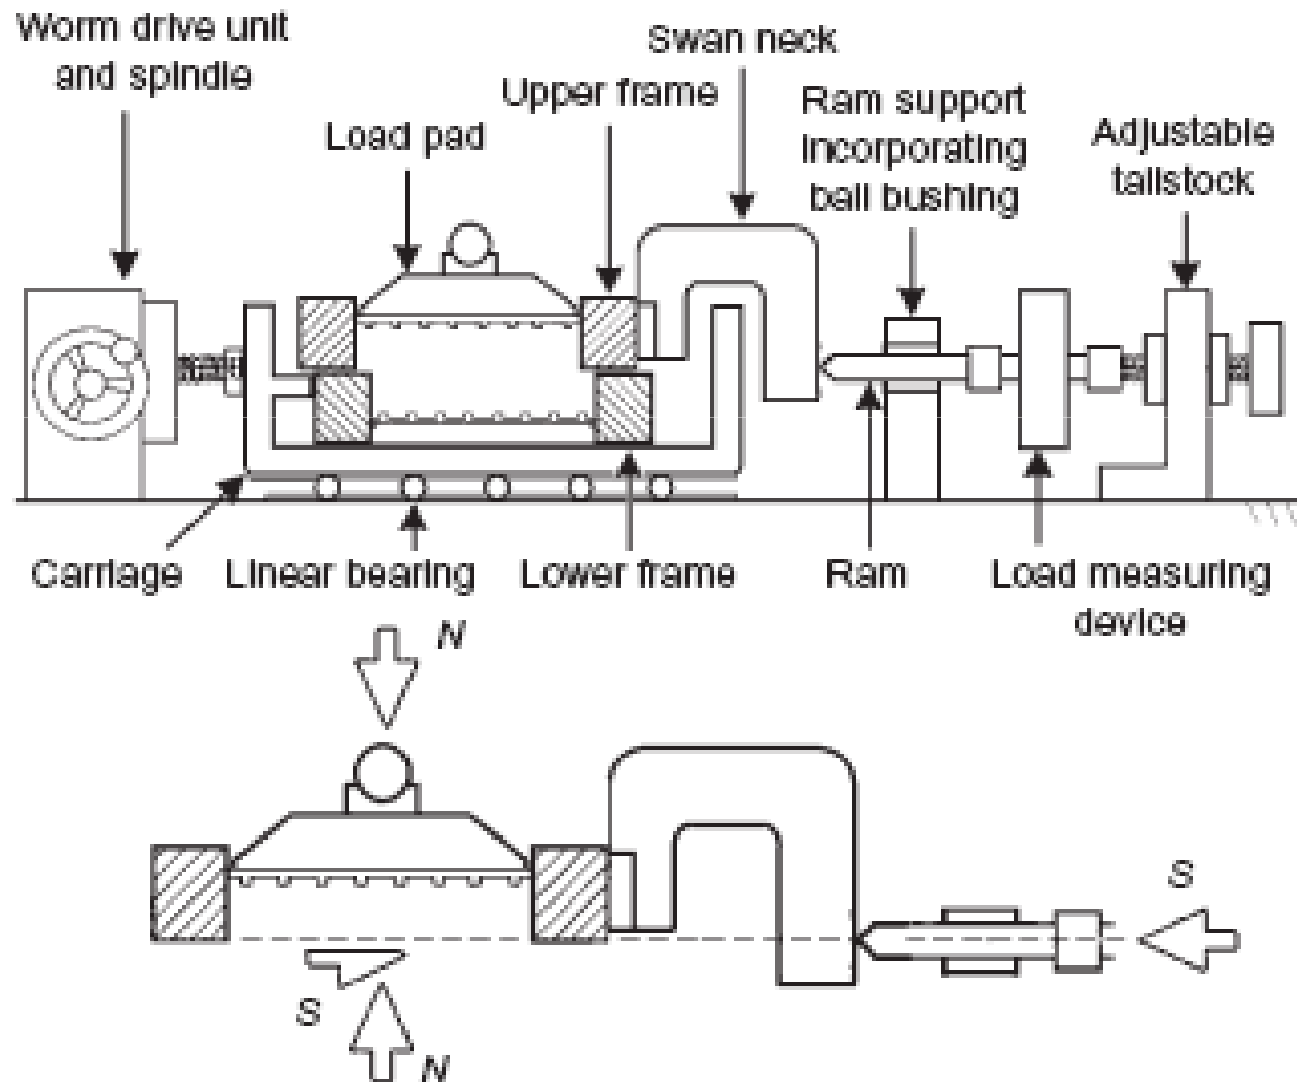 Worm drive unit
and spindle
Load pad
Upper frame
Swan neck
Ram support
incorporating
ball bushing
Adjustable
tailstock
Carriage
Linear bearing
Lower frame
Ram
Load measuring
device
N
S
S
N